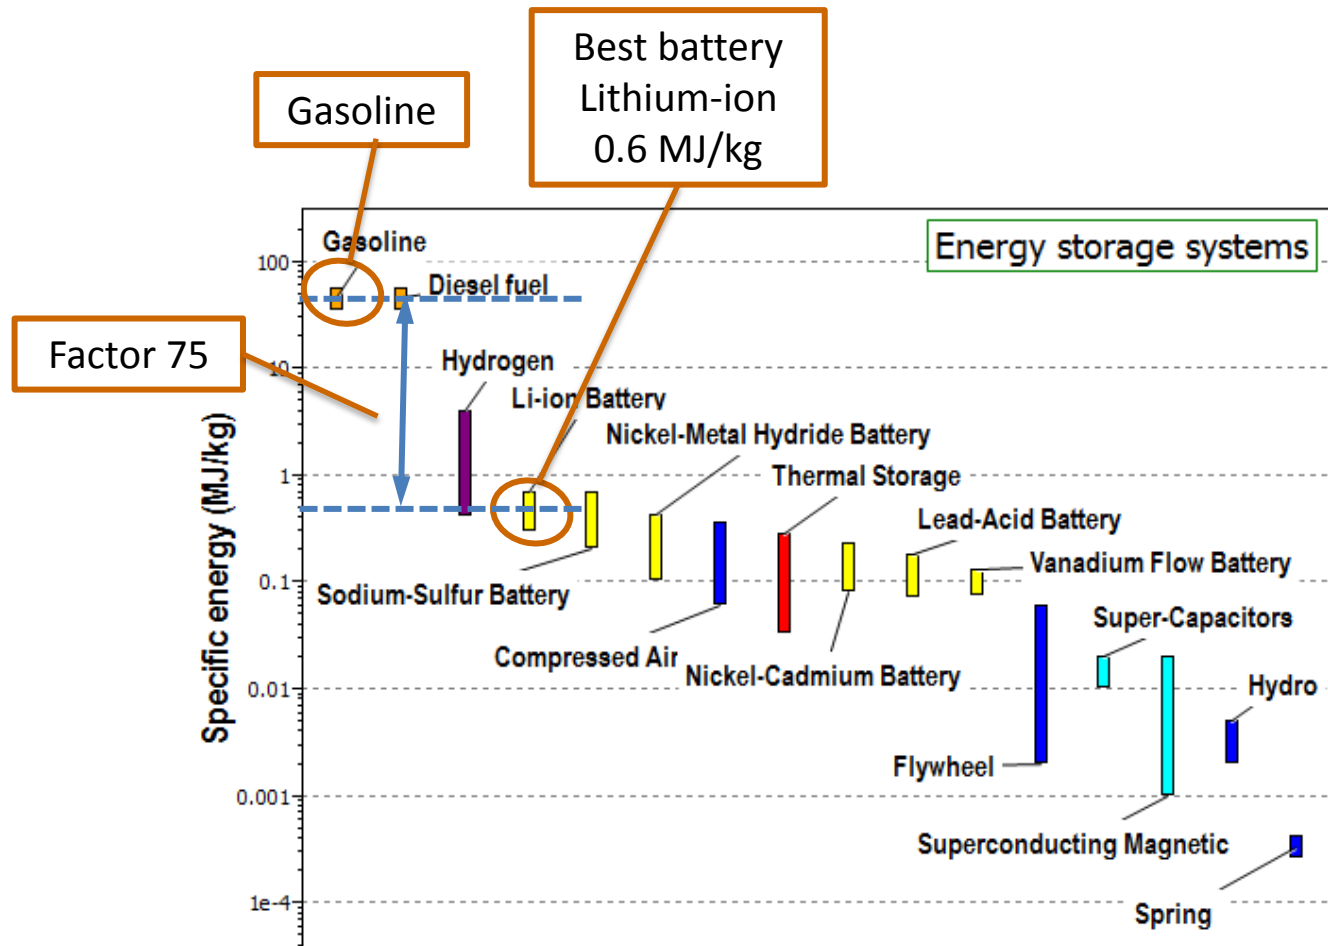 Best battery
Lithium-ion
0.6 MJ/kg
Gasoline
Energy storage systems
Gasoline
100
Diesel fuel
Factor 75
10
Hydrogen
Li-ion Battery
Nickel-Metal Hydride Battery
1
Thermal Storage
Lead-Acid Battery
Vanadium Flow Battery
0.1
Sodium-Sulfur Battery
Super-Capacitors
Compressed Air
Nickel-Cadmium Battery
0.01
Hydro
Flywheel
0.001
Superconducting Magnetic
1e-4
Spring
Specific energy (MJ/kg)